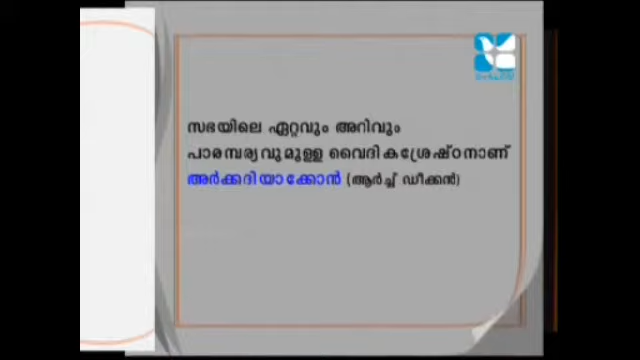 സഭയിലെ ഏറ്റവും അറിവും
പാരമ്പര്യവുമുള്ള വൈദികശ്രേഷ്ഠനാണ്
അർക്കദിയാക്കോൻ (ആർച്ച് ഡീക്കൻ)